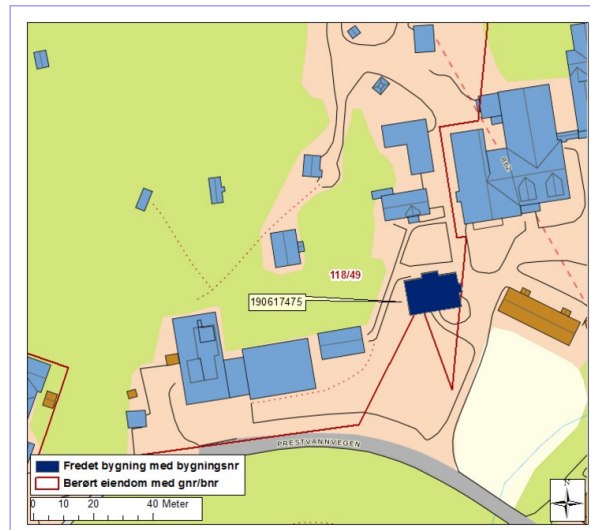 118/49
190617475
PRESTVANNVEGEN
Fredet bygning med bygningsnr
Berørt eiendom med gnr/bnr
0 10 20 40 Meter
N